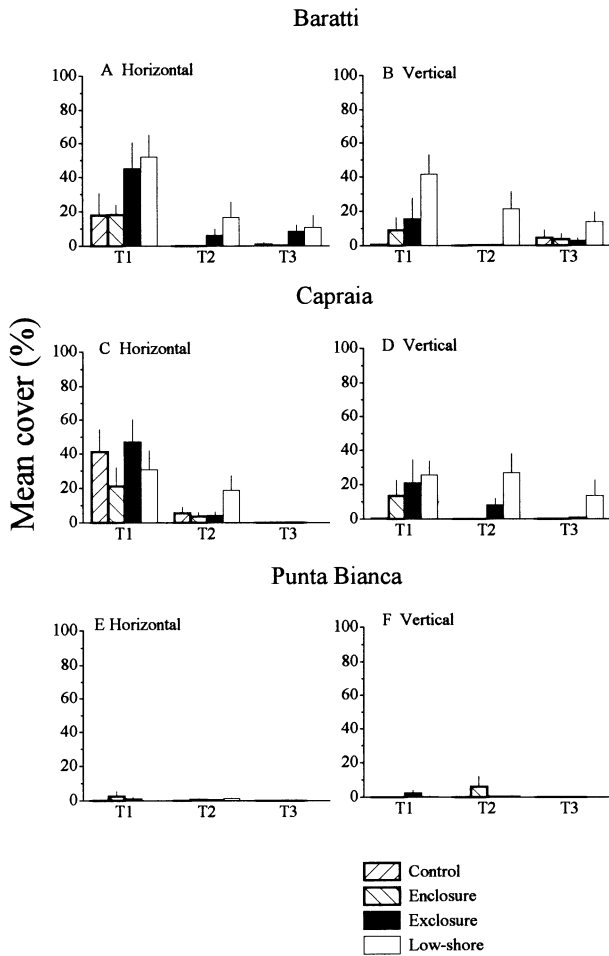 Baratti
A Horizontal
B Vertical
100
80
60
40
20
0
T1
T2
T3
100
80
60
40
20
0
T1
T2
T3
Capraia
Mean cover (%)
C Horizontal
D Vertical
100
80
60
40
20
0
T1
T2
T3
100
80
60
40
20
0
T1
T2
T3
Punta Bianca
E Horizontal
F Vertical
100
80
60
40
20
0
T1
T2
T3
100
80
60
40
20
0
T1
T2
T3
Control
Enclosure
Exclosure
Low-shore